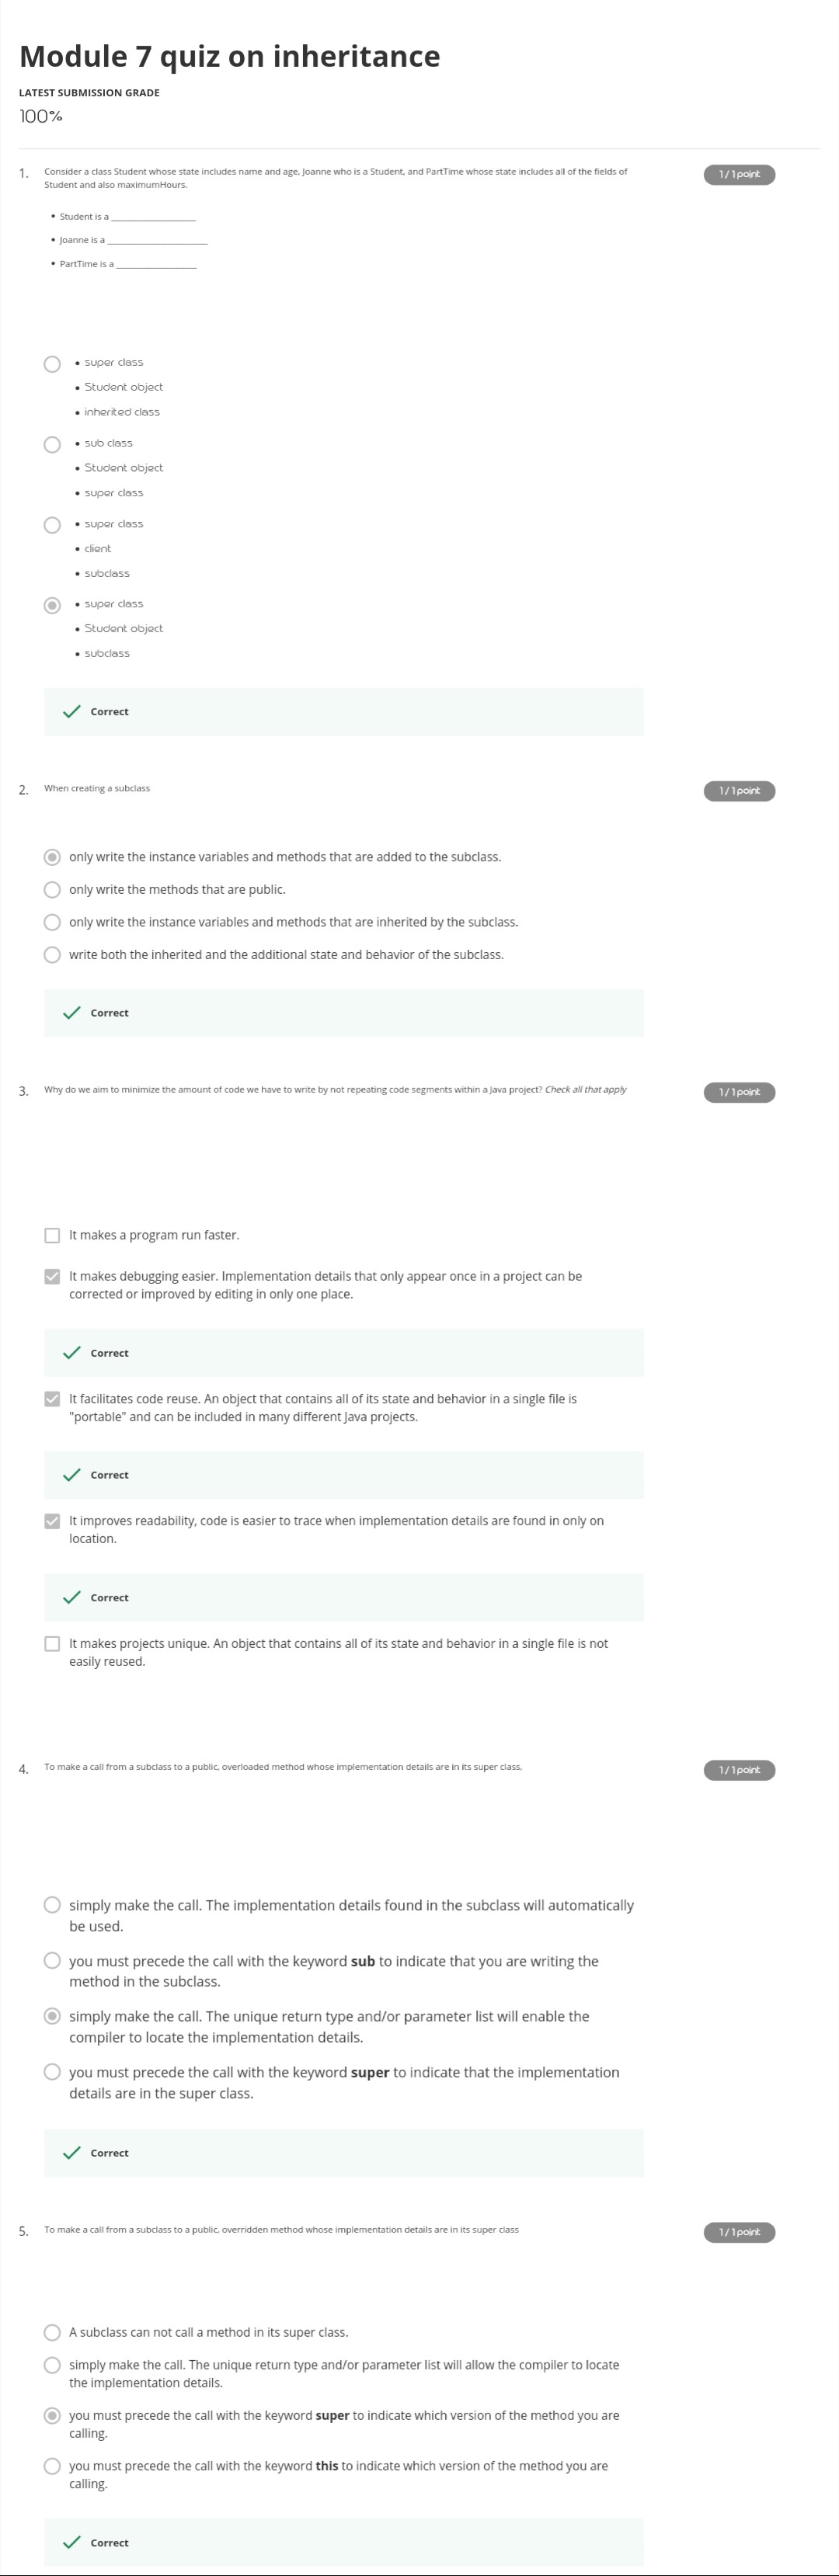 Module 7 quiz on inheritance
LATEST SUBMISSION GRADE
100%
1. Consider a class Student whose state includes name and age, Joanne who is a Student, and PartTime whose state includes all of the fields of
Student and also maximumHours.
1 / 1 point
• Student is a __________________
• Joanne is a _____________________
• PartTime is a _________________
• super class
• Student object
• inherited class
• sub class
• Student object
• super class
• super class
• client
• subclass
• super class
• Student object
• subclass
Correct
2. When creating a subclass
1 / 1 point
only write the instance variables and methods that are added to the subclass.
only write the methods that are public.
only write the instance variables and methods that are inherited by the subclass.
write both the inherited and the additional state and behavior of the subclass.
Correct
3. Why do we aim to minimize the amount of code we have to write by not repeating code segments within a Java project? Check all that apply
1 / 1 point
It makes a program run faster.
It makes debugging easier. Implementation details that only appear once in a project can be
corrected or improved by editing in only one place.
Correct
It facilitates code reuse. An object that contains all of its state and behavior in a single file is
"portable" and can be included in many different Java projects.
Correct
It improves readability, code is easier to trace when implementation details are found in only on
location.
Correct
It makes projects unique. An object that contains all of its state and behavior in a single file is not
easily reused.
4. To make a call from a subclass to a public, overloaded method whose implementation details are in its super class,
1 / 1 point
simply make the call. The implementation details found in the subclass will automatically
be used.
you must precede the call with the keyword sub to indicate that you are writing the
method in the subclass.
simply make the call. The unique return type and/or parameter list will enable the
compiler to locate the implementation details.
you must precede the call with the keyword super to indicate that the implementation
details are in the super class.
Correct
5. To make a call from a subclass to a public, overridden method whose implementation details are in its super class
1 / 1 point
A subclass can not call a method in its super class.
simply make the call. The unique return type and/or parameter list will allow the compiler to locate
the implementation details.
you must precede the call with the keyword super to indicate which version of the method you are
calling.
you must precede the call with the keyword this to indicate which version of the method you are
calling.
Correct